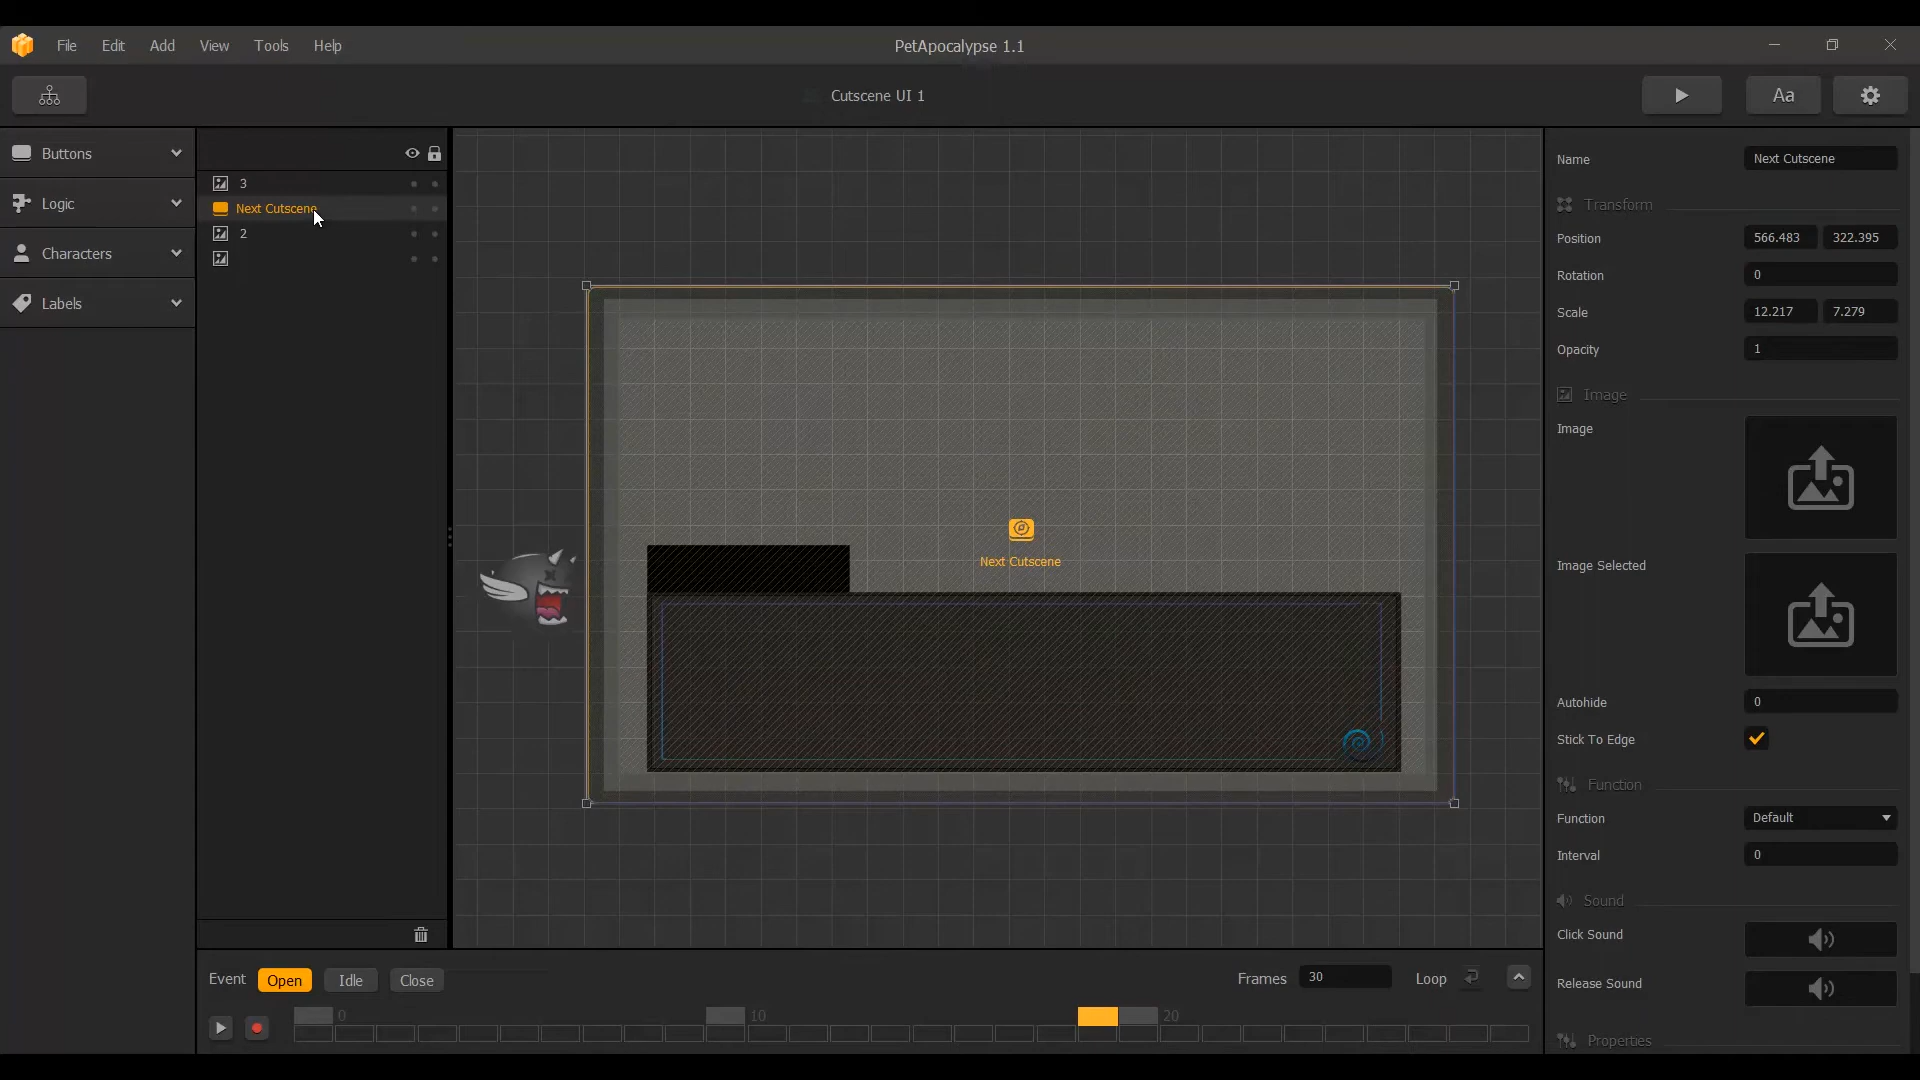 File Edit Add View Tools Help PetApocalypse 1.1
Cutscene UI 1 Aa
Buttons
Logic
Characters
Labels
3
Next Cutscene
2
Next Cutscene
Name Next Cutscene
Transform
Position 566.483 322.395
Rotation 0
Scale 12.217 7.279
Opacity 1
Image
Image
Image Selected
Autohide 0
Stick To Edge
Function
Function Default
Interval 0
Sound
Click Sound
Release Sound
Properties
Event Open Idle Close Frames 30 Loop
0 10 20